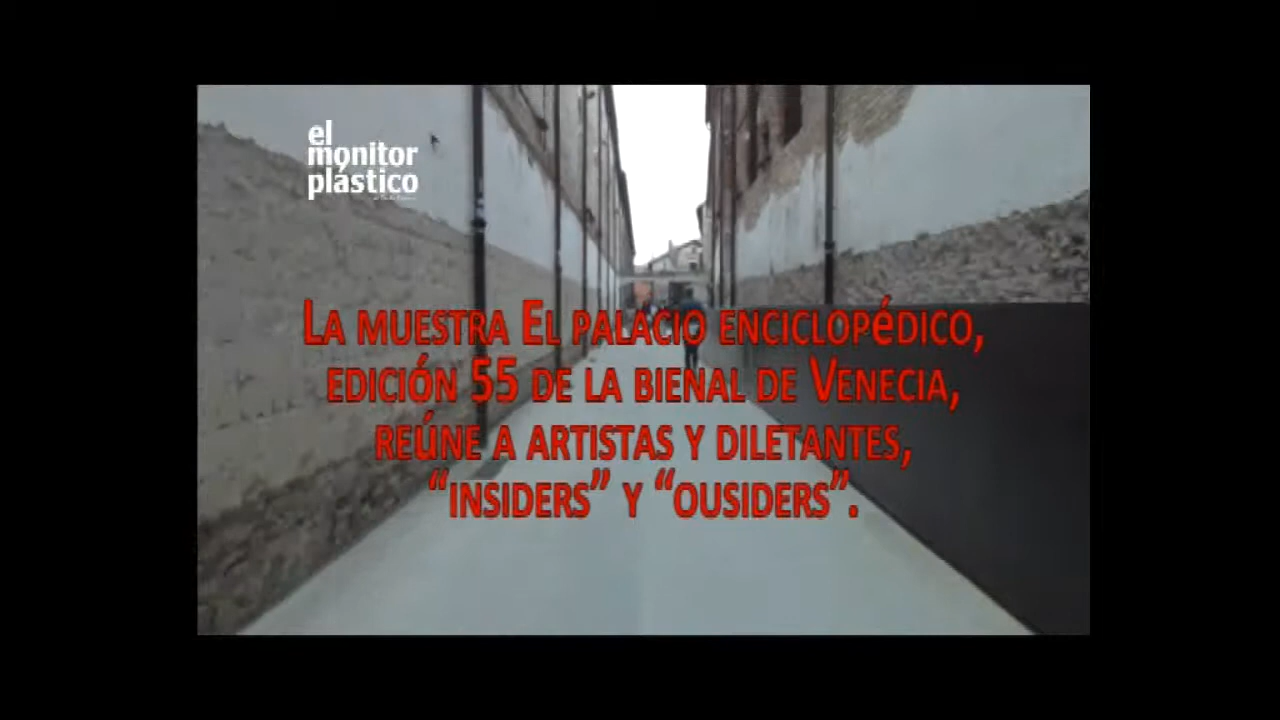 el
monitor
plástico
LA MUESTRA EL PALACIO ENCICLOPéDICO,
EDICIÓN 55 DE LA BIENAL DE VENECIA,
REÚNE A ARTISTAS Y DILETANTES,
“INSIDERS” Y “OUSIDERS”.